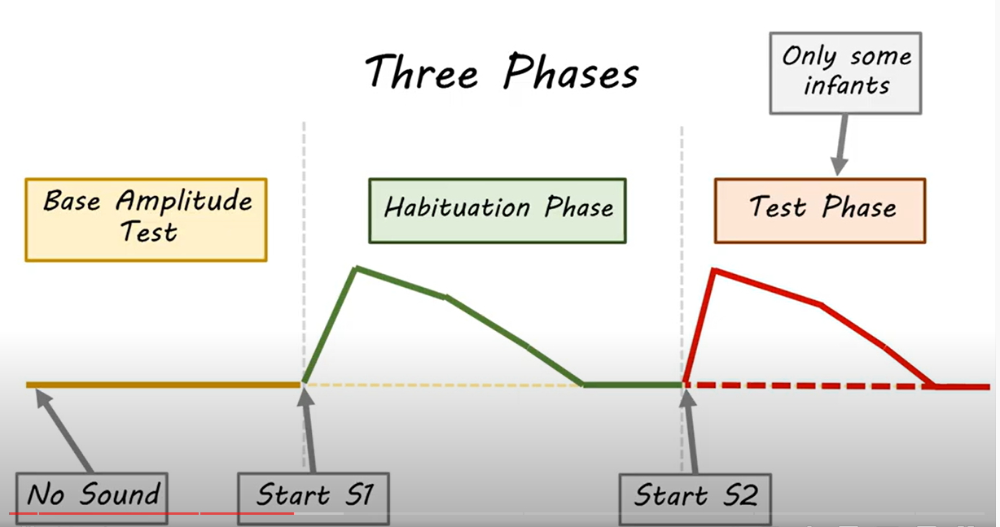 Three Phases
Only some
infants
Base Amplitude
Test
Habituation Phase
Test Phase
No Sound
Start S1
Start S2